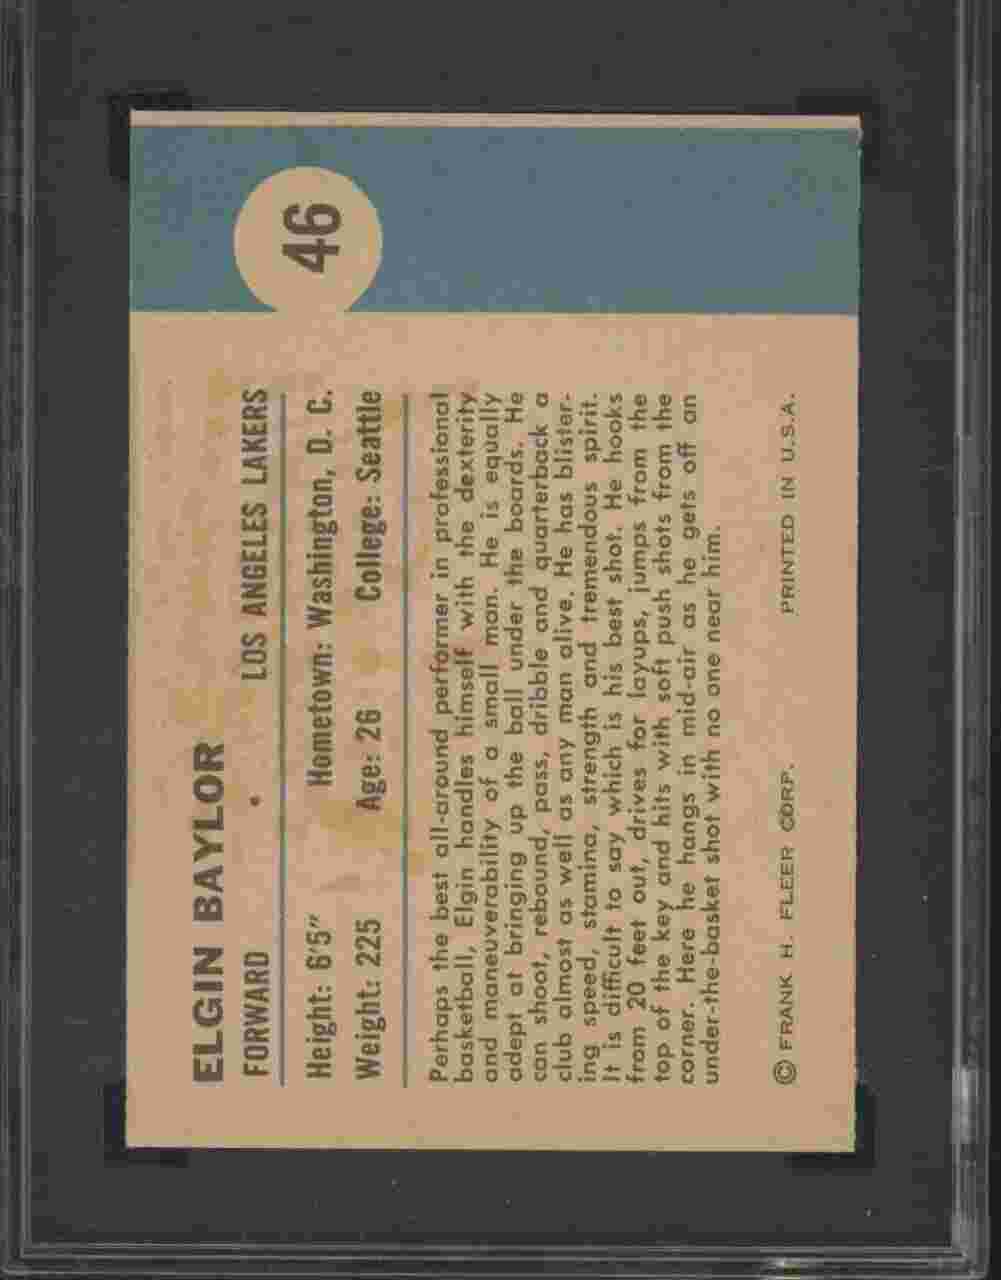 46
ELGIN BAYLOR
FORWARD • LOS ANGELES LAKERS
Height: 6'5" Hometown: Washington, D. C.
Weight: 225 Age: 26 College: Seattle
Perhaps the best all-around performer in professional
basketball, Elgin handles himself with the dexterity
and maneuverability of a small man. He is equally
adept at bringing up the ball under the boards. He
can shoot, rebound, pass, dribble and quarterback a
club almost as well as any man alive. He has blister-
ing speed, stamina, strength and tremendous spirit.
It is difficult to say which is his best shot. He hooks
from 20 feet out, drives for layups, jumps from the
top of the key and hits with soft push shots from the
corner. Here he hangs in mid-air as he gets off an
under-the-basket shot with no one near him.
© FRANK H. FLEER CORP. PRINTED IN U.S.A.